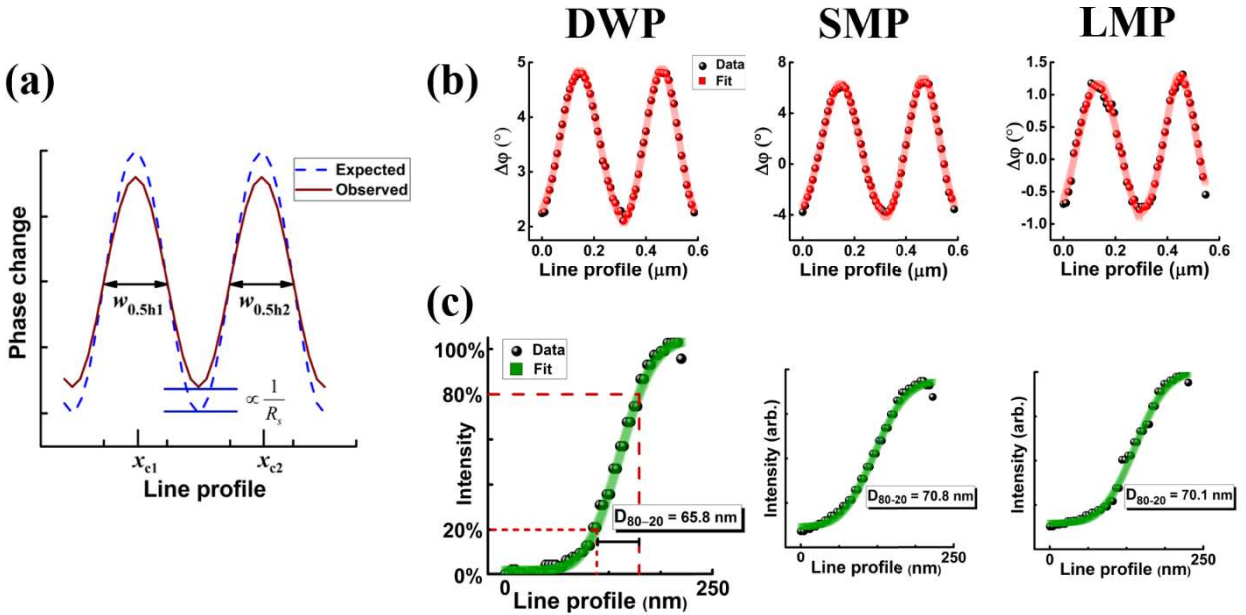 DWP SMP LMP
(a)
Expected
Observed
Phase change
w0.5h1 w0.5h2
∝ 1/Rs
xc1 xc2
Line profile
(b)
Data
Fit
Δφ (°)
5
4
3
2
0.0 0.2 0.4 0.6
Line profile (μm)
Δφ (°)
8
4
0
-4
0.0 0.2 0.4 0.6
Line profile (μm)
Δφ (°)
1.5
1.0
0.5
0.0
-0.5
-1.0
0.0 0.2 0.4 0.6
Line profile (μm)
(c)
Data
Fit
Intensity
100%
80%
20%
0%
D80–20 = 65.8 nm
0 250
Line profile (nm)
Intensity (arb.)
D80-20 = 70.8 nm
0 250
Line profile (nm)
Intensity (arb.)
D80-20 = 70.1 nm
0 250
Line profile (nm)